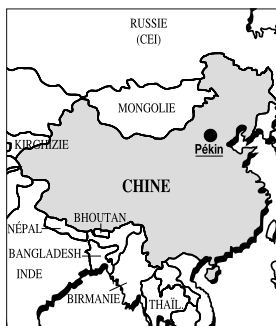 RUSSIE
(CEI)
MONGOLIE
KIRGHIZIE
Pékin
CHINE
BHOUTAN
NÉPAL
BANGLADESH
INDE
BIRMANIE
THAÏL.